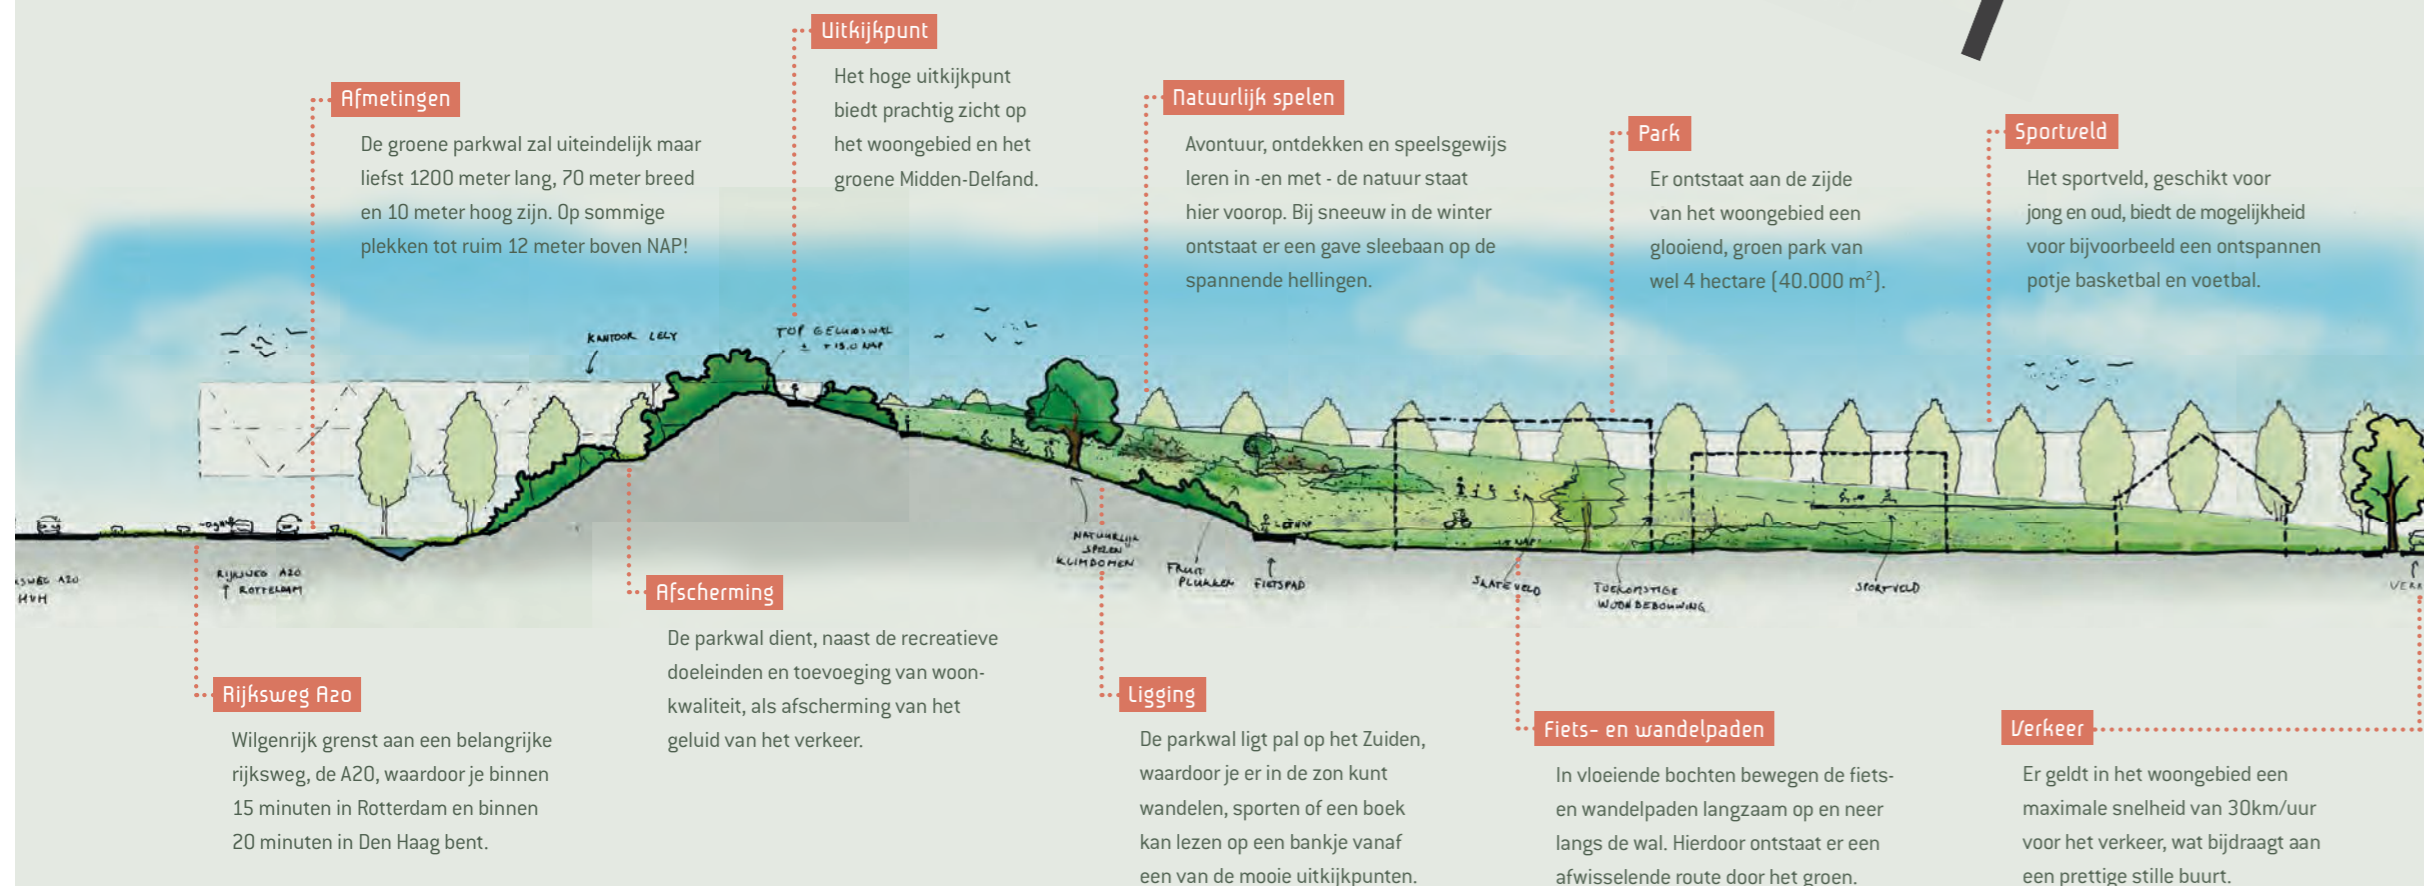 Uitkijkpunt
Het hoge uitkijkpunt
biedt prachtig zicht op
het woongebied en het
groene Midden-Delfand.
Afmetingen
De groene parkwal zal uiteindelijk maar
liefst 1200 meter lang, 70 meter breed
en 10 meter hoog zijn. Op sommige
plekken tot ruim 12 meter boven NAP!
Natuurlijk spelen
Avontuur, ontdekken en speelsgewijs
leren in -en met - de natuur staat
hier voorop. Bij sneeuw in de winter
ontstaat er een gave sleebaan op de
spannende hellingen.
Park
Er ontstaat aan de zijde
van het woongebied een
glooiend, groen park van
wel 4 hectare (40.000 m²).
Sportveld
Het sportveld, geschikt voor
jong en oud, biedt de mogelijkheid
voor bijvoorbeeld een ontspannen
potje basketbal en voetbal.
KANTOOR LELY
TOP GELUIDSWAL
± +13.0 NAP
A20
HVH
RIJKSWEG A20
ROTTERDAM
NATUURLIJK
SPELEN
KLIMBOMEN
FRUIT
PLUKKEN
FIETSPAD
SKATEVELD
TOEKOMSTIGE
WOONBEBOUWING
SPORTVELD
Afscherming
De parkwal dient, naast de recreatieve
doeleinden en toevoeging van woon-
kwaliteit, als afscherming van het
geluid van het verkeer.
Rijksweg A20
Wilgenrijk grenst aan een belangrijke
rijksweg, de A20, waardoor je binnen
15 minuten in Rotterdam en binnen
20 minuten in Den Haag bent.
Ligging
De parkwal ligt pal op het Zuiden,
waardoor je er in de zon kunt
wandelen, sporten of een boek
kan lezen op een bankje vanaf
een van de mooie uitkijkpunten.
Fiets- en wandelpaden
In vloeiende bochten bewegen de fiets-
en wandelpaden langzaam op en neer
langs de wal. Hierdoor ontstaat er een
afwisselende route door het groen.
Verkeer
Er geldt in het woongebied een
maximale snelheid van 30km/uur
voor het verkeer, wat bijdraagt aan
een prettige stille buurt.